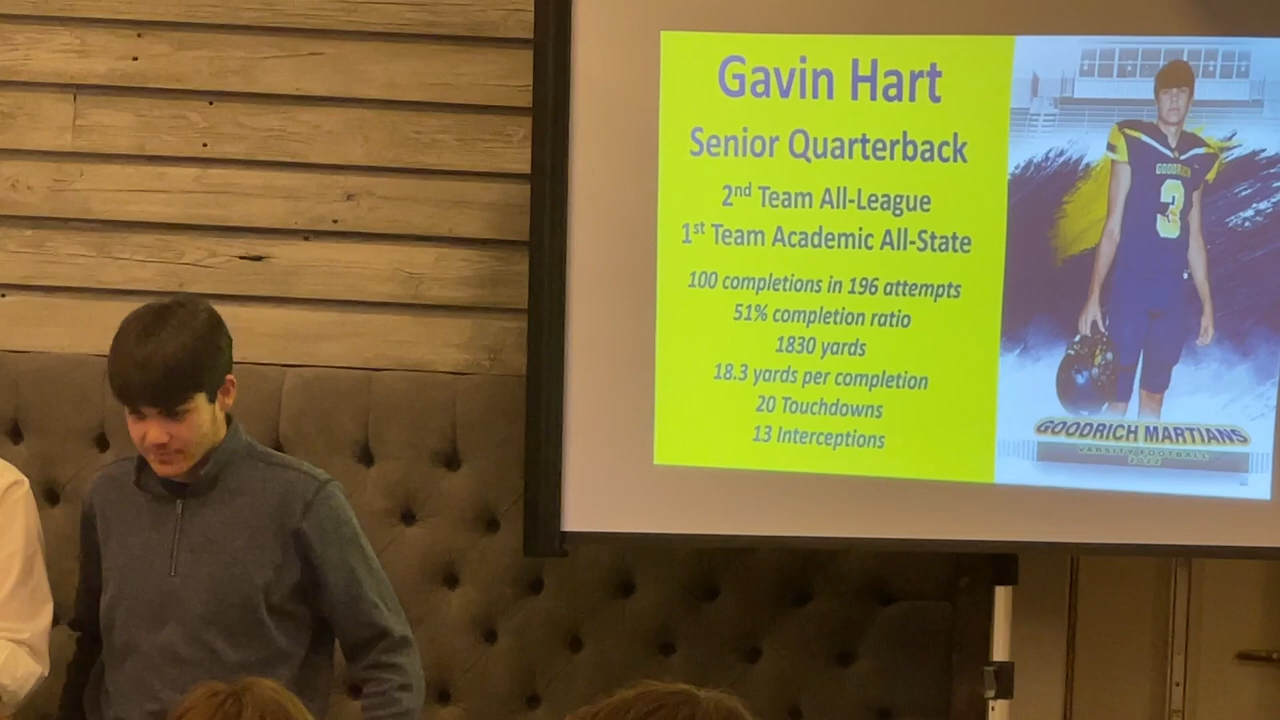 Gavin Hart
Senior Quarterback
2nd Team All-League
1st Team Academic All-State
100 completions in 196 attempts
51% completion ratio
1830 yards
18.3 yards per completion
20 Touchdowns
13 Interceptions
GOODRICH
3
GOODRICH MARTIANS
VARSITY FOOTBALL
2022